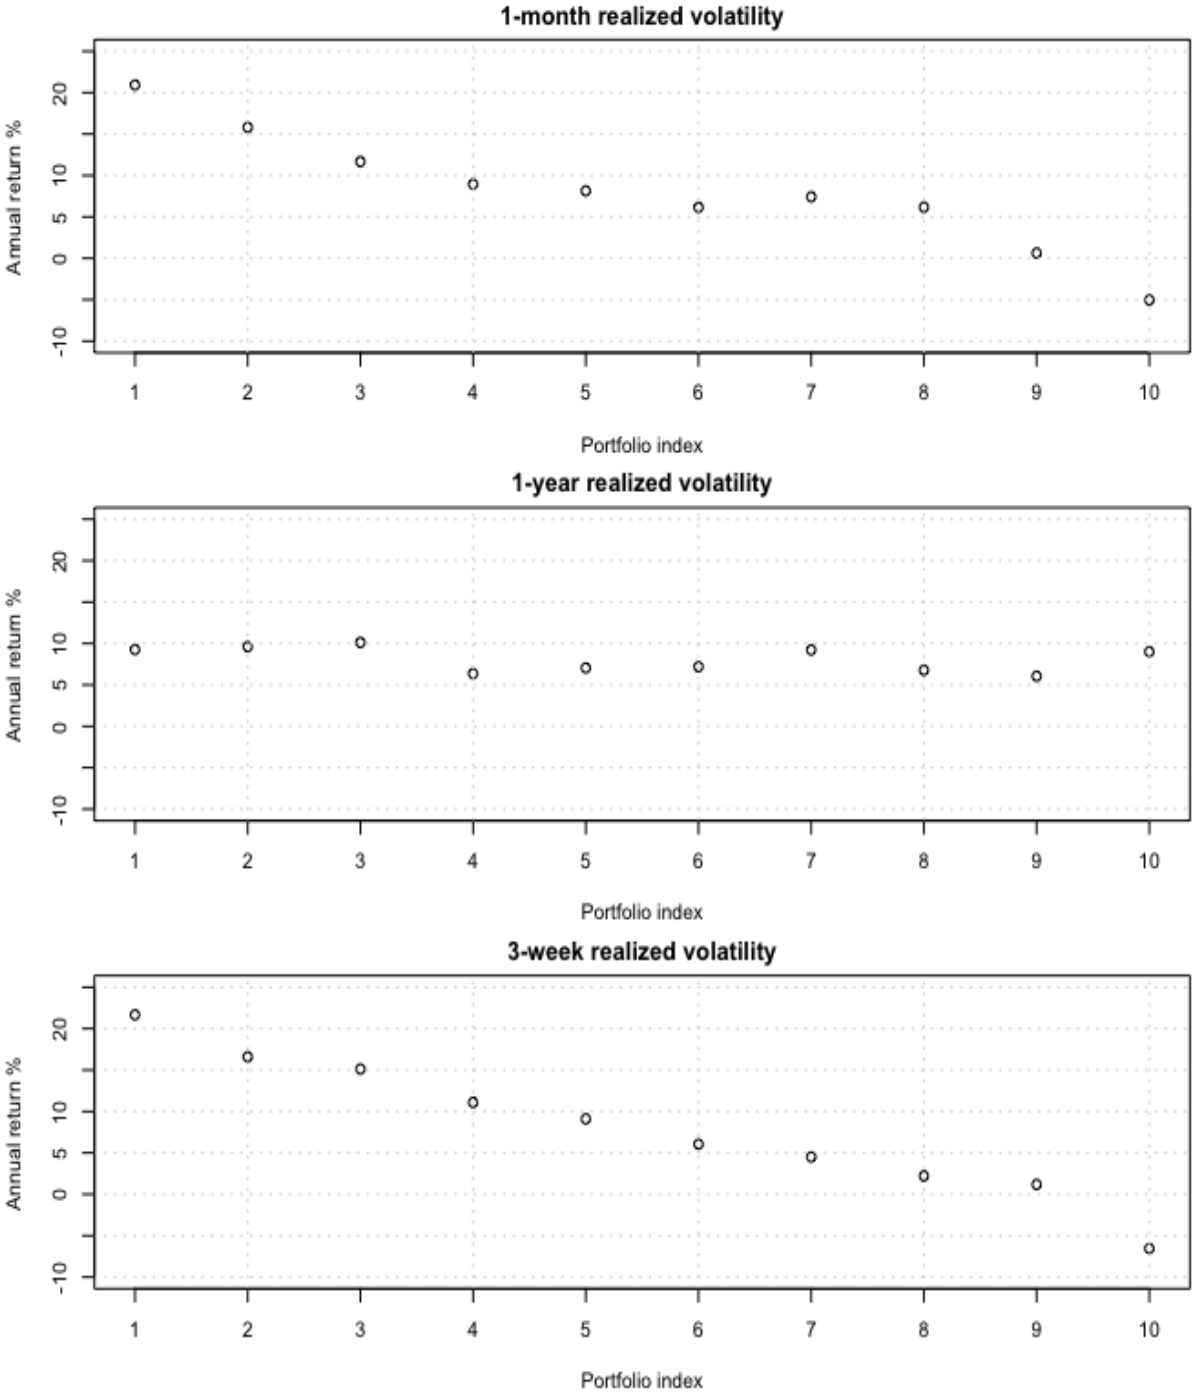 1-month realized volatility
Annual return %
20
10
5
0
-10
1 2 3 4 5 6 7 8 9 10
Portfolio index
1-year realized volatility
Annual return %
20
10
5
0
-10
1 2 3 4 5 6 7 8 9 10
Portfolio index
3-week realized volatility
Annual return %
20
10
5
0
-10
1 2 3 4 5 6 7 8 9 10
Portfolio index